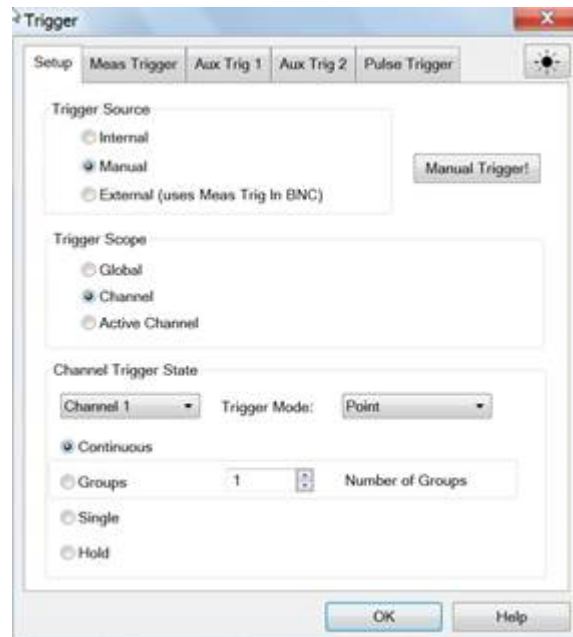 Trigger
Setup Meas Trigger Aux Trig 1 Aux Trig 2 Pulse Trigger
Trigger Source
Internal
Manual
Manual Trigger!
External (uses Meas Trig In BNC)
Trigger Scope
Global
Channel
Active Channel
Channel Trigger State
Channel 1 Trigger Mode: Point
Continuous
Groups 1 Number of Groups
Single
Hold
OK Help